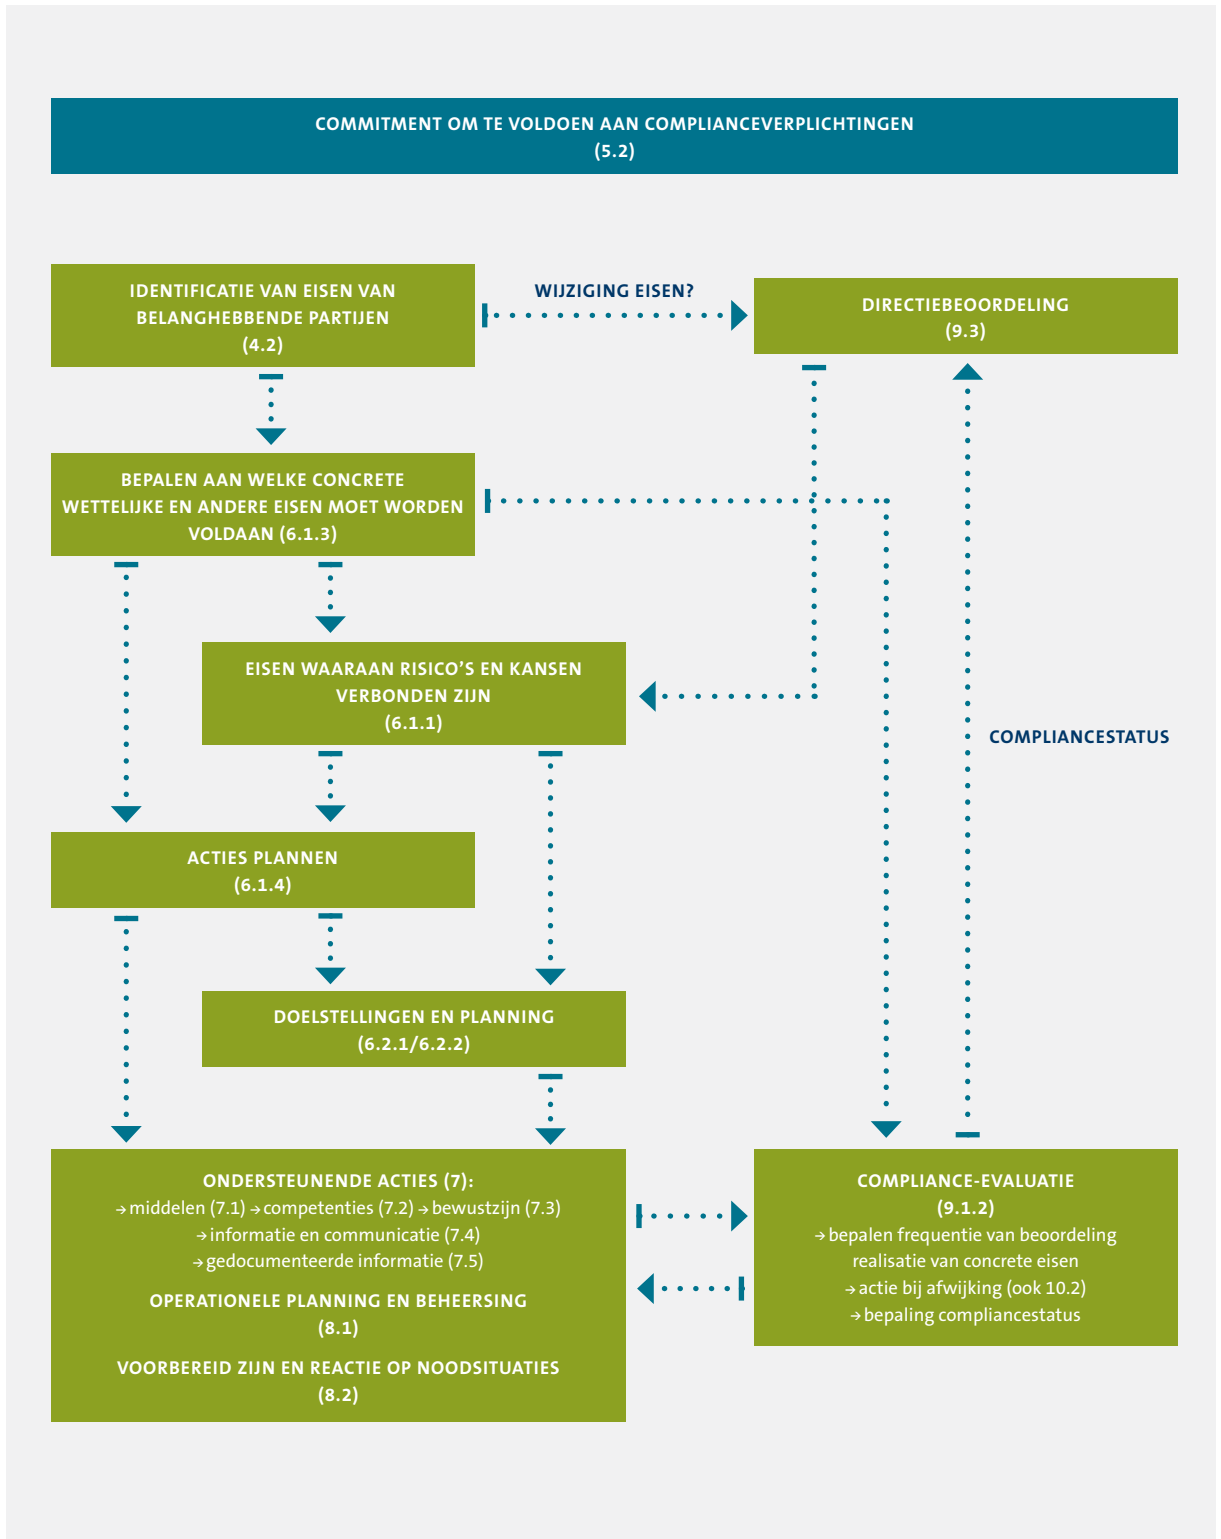 COMMITMENT OM TE VOLDOEN AAN COMPLIANCEVERPLICHTINGEN
(5.2)
IDENTIFICATIE VAN EISEN VAN
BELANGHEBBENDE PARTIJEN
(4.2)
WIJZIGING EISEN?
DIRECTIEBEOORDELING
(9.3)
BEPALEN AAN WELKE CONCRETE
WETTELIJKE EN ANDERE EISEN MOET WORDEN
VOLDAAN (6.1.3)
EISEN WAARAAN RISICO’S EN KANSEN
VERBONDEN ZIJN
(6.1.1)
COMPLIANCESTATUS
ACTIES PLANNEN
(6.1.4)
DOELSTELLINGEN EN PLANNING
(6.2.1/6.2.2)
ONDERSTEUNENDE ACTIES (7):
→ middelen (7.1) → competenties (7.2) → bewustzijn (7.3)
→ informatie en communicatie (7.4)
→ gedocumenteerde informatie (7.5)
OPERATIONELE PLANNING EN BEHEERSING
(8.1)
VOORBEREID ZIJN EN REACTIE OP NOODSITUATIES
(8.2)
COMPLIANCE-EVALUATIE
(9.1.2)
→ bepalen frequentie van beoordeling
realisatie van concrete eisen
→ actie bij afwijking (ook 10.2)
→ bepaling compliancestatus